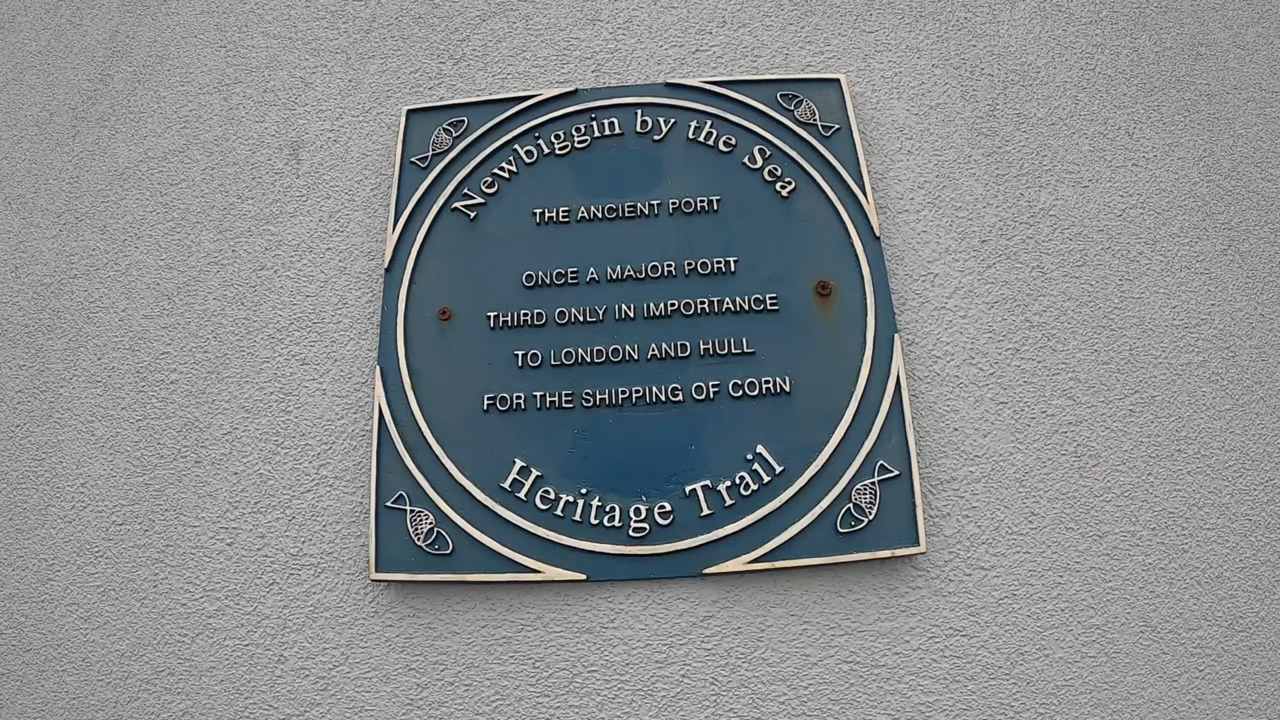 Newbiggin by the Sea
THE ANCIENT PORT
ONCE A MAJOR PORT
THIRD ONLY IN IMPORTANCE
TO LONDON AND HULL
FOR THE SHIPPING OF CORN
Heritage Trail